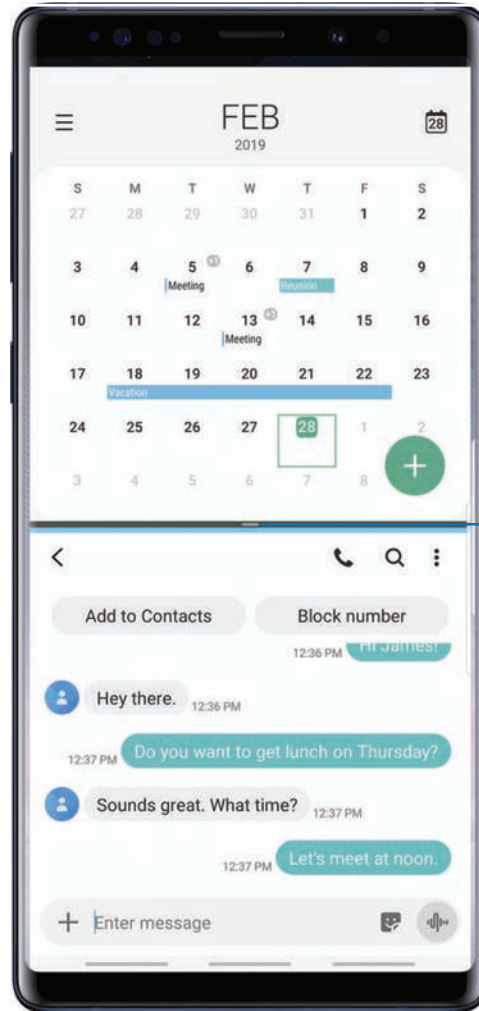 FEB
28
2019
S M T W T F S
27 28 29 30 31 1 2
3 4 5 +1 6 7 8 9
Meeting Reunion
10 11 12 13 +1 14 15 16
Meeting
17 18 19 20 21 22 23
Vacation
24 25 26 27 28 1 2
3 4 5 6 7 8
Add to Contacts Block number
12:36 PM Hi James!
Hey there. 12:36 PM
12:37 PM Do you want to get lunch on Thursday?
Sounds great. What time? 12:37 PM
12:37 PM Let's meet at noon.
Enter message